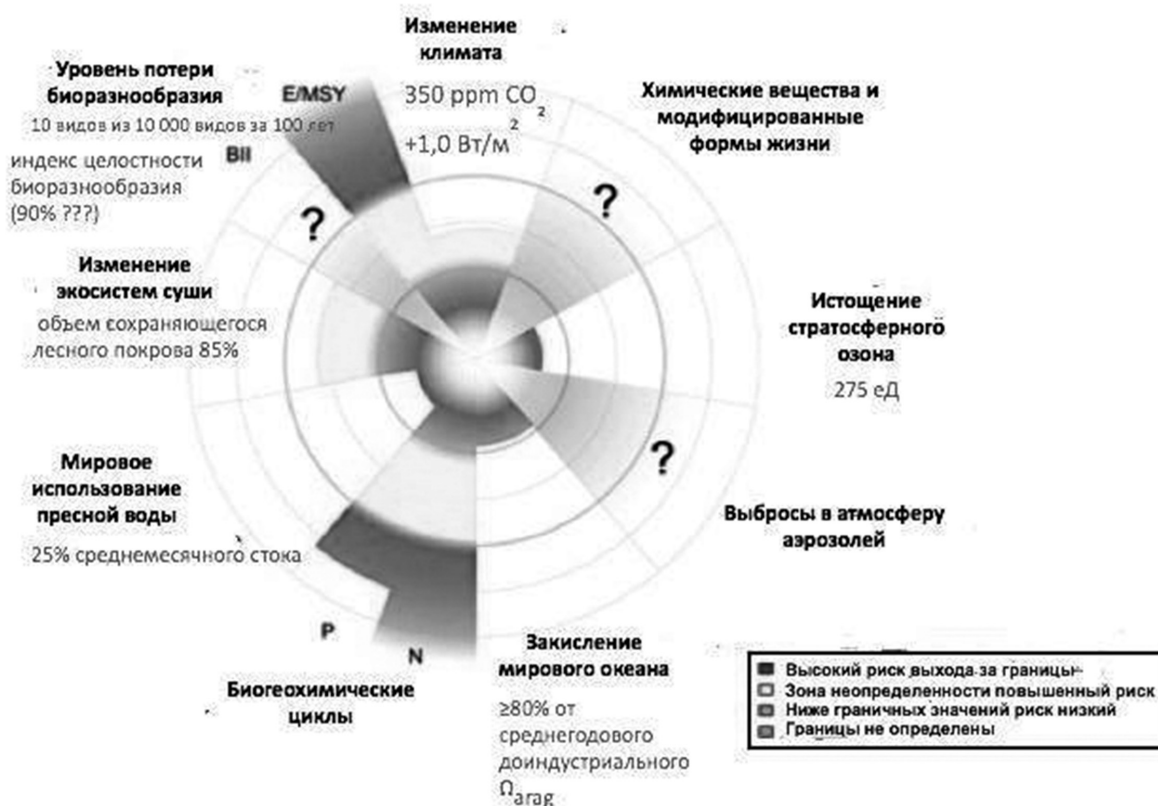 Изменение
климата
350 ppm CO2
+1,0 Вт/м2
Уровень потери
биоразнообразия
10 видов из 10 000 видов за 100 лет
E/MSY
BII
индекс целостности
биоразнообразия
(90% ???)
?
Химические вещества и
модифицированные
формы жизни
?
Изменение
экосистем суши
объем сохраняющегося
лесного покрова 85%
Истощение
стратосферного
озона
275 еД
?
Мировое
использование
пресной воды
25% среднемесячного стока
Выбросы в атмосферу
аэрозолей
P
N
Биогеохимические
циклы
Закисление
мирового океана
≥80% от
среднегодового
доиндустриального
Ωarag
Высокий риск выхода за границы
Зона неопределенности повышенный риск
Ниже граничных значений риск низкий
Границы не определены